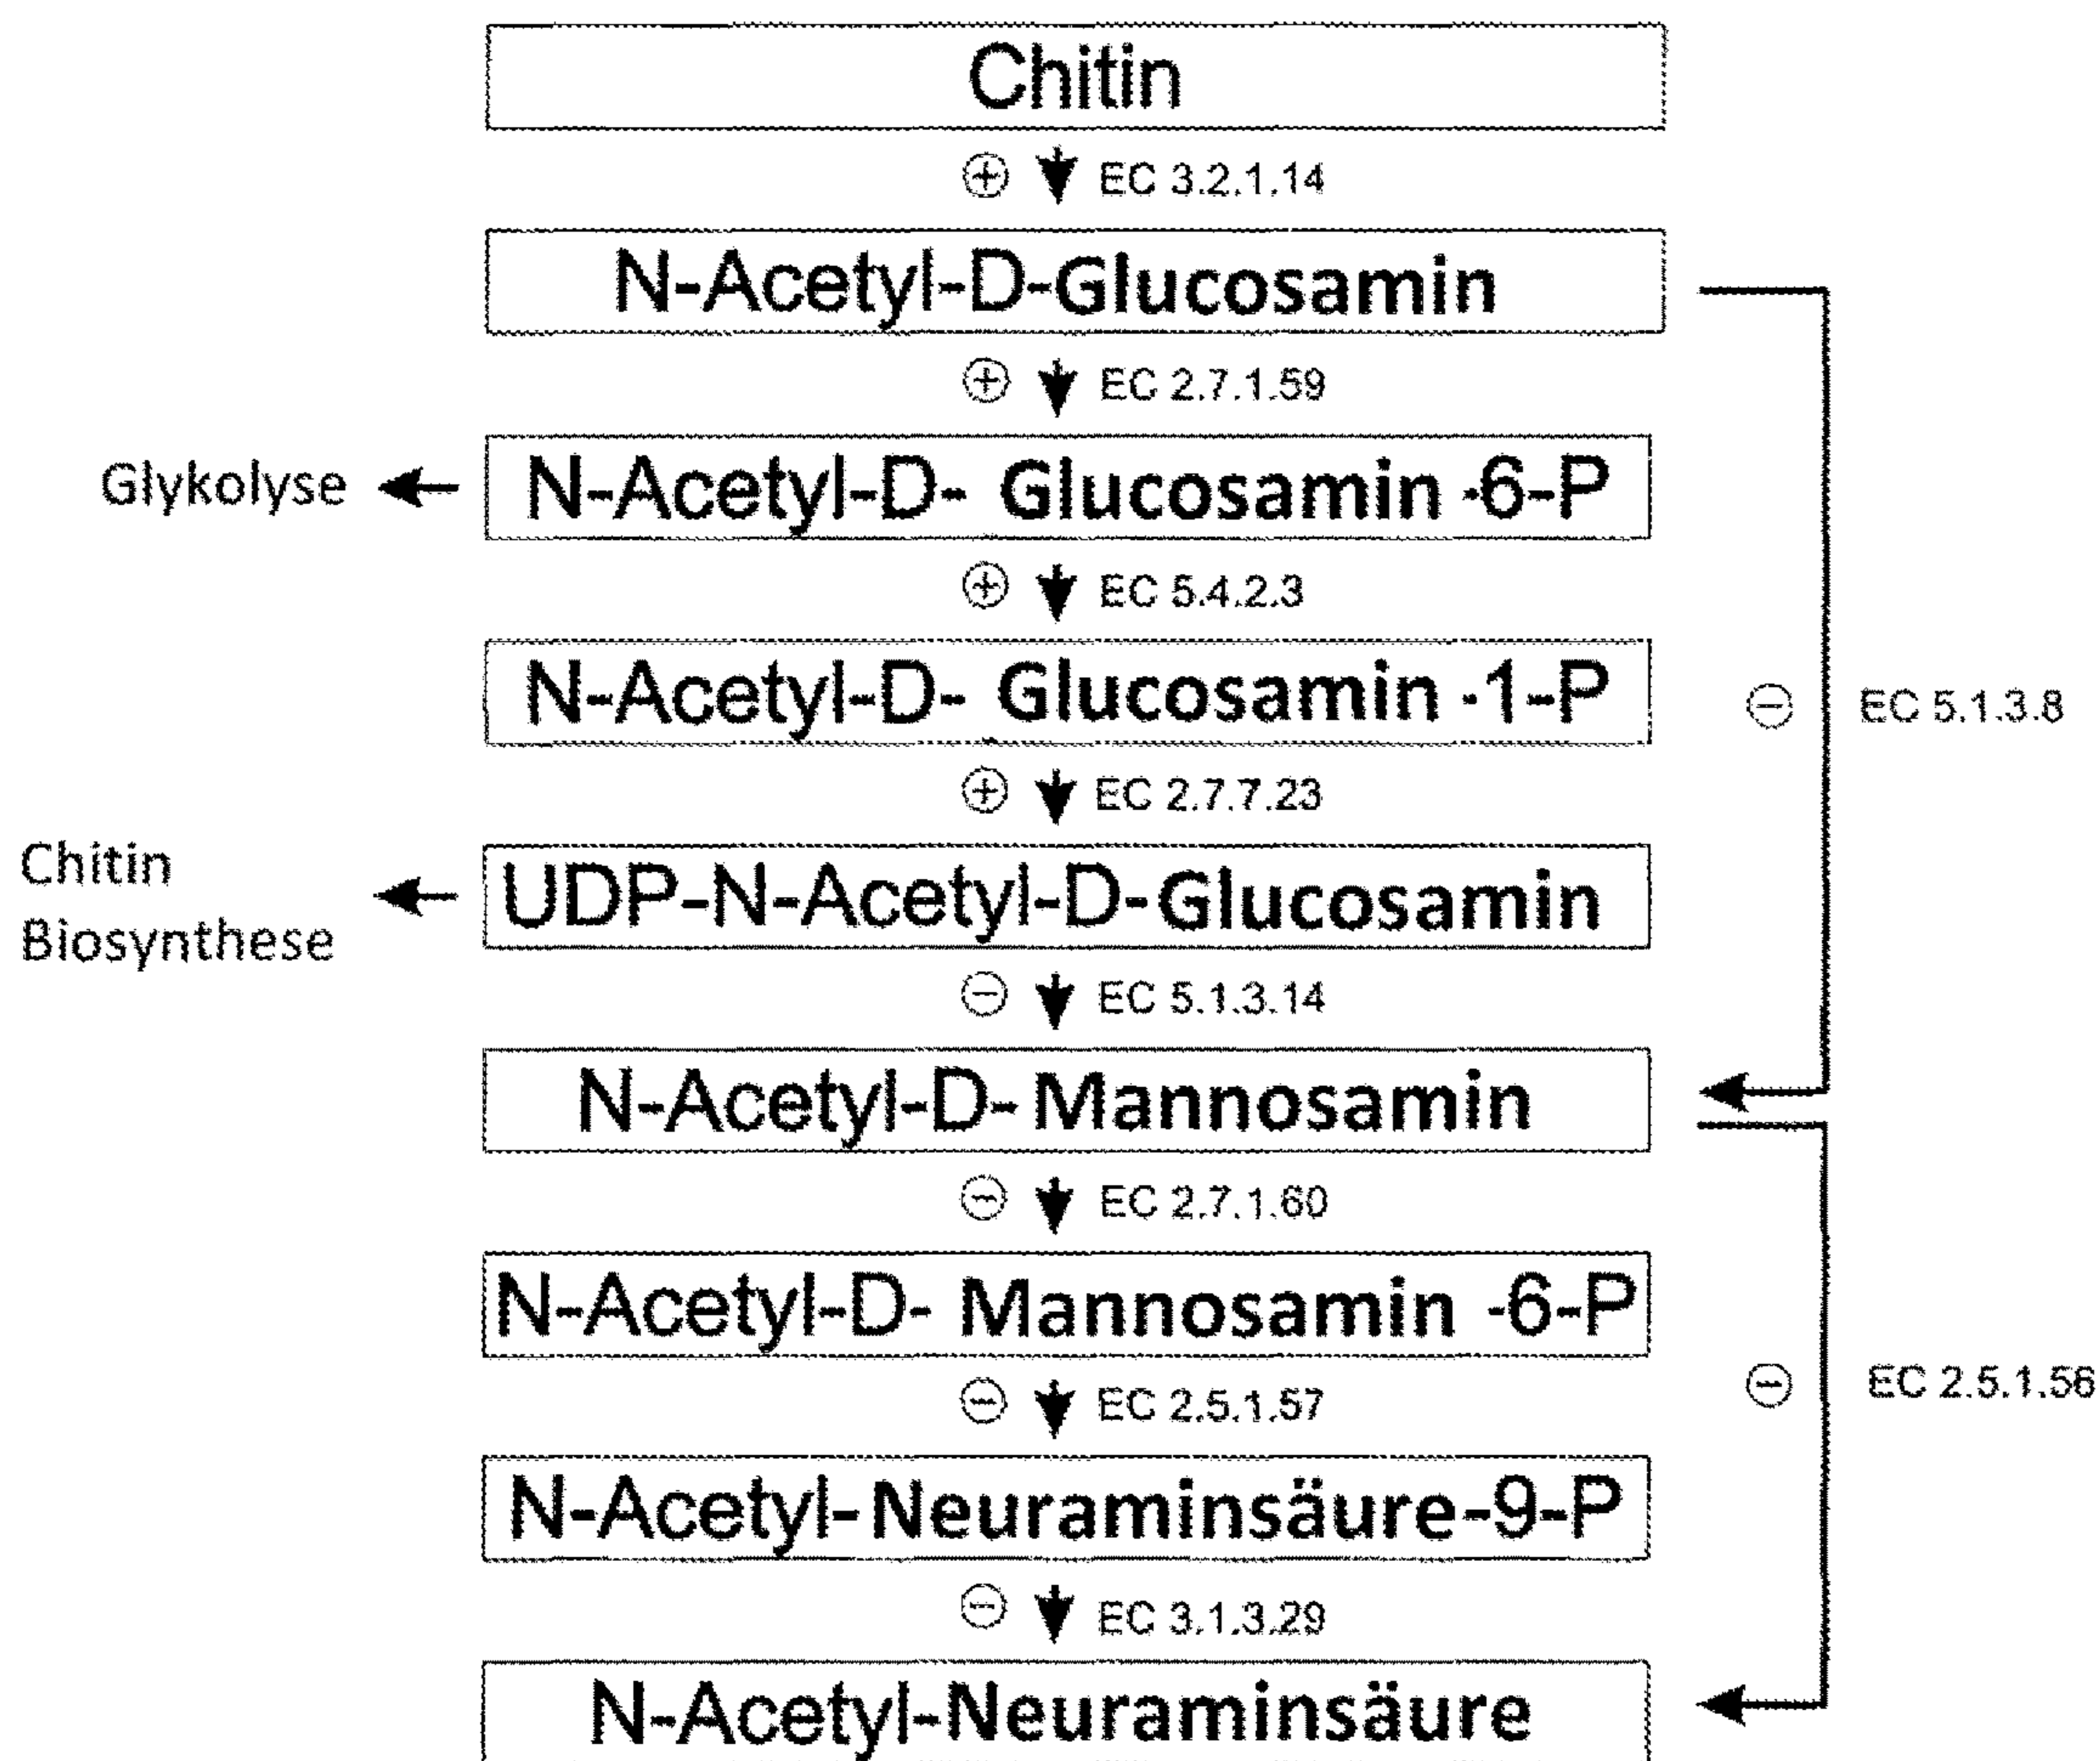 Chitin
⊕ EC 3.2.1.14
N-Acetyl-D-Glucosamin
⊕ EC 2.7.1.59
Glykolyse
N-Acetyl-D- Glucosamin -6-P
⊕ EC 5.4.2.3
N-Acetyl-D- Glucosamin -1-P
⊖ EC 5.1.3.8
⊕ EC 2.7.7.23
Chitin
Biosynthese
UDP-N-Acetyl-D-Glucosamin
⊖ EC 5.1.3.14
N-Acetyl-D- Mannosamin
⊖ EC 2.7.1.60
N-Acetyl-D- Mannosamin -6-P
⊖ EC 2.5.1.56
⊖ EC 2.5.1.57
N-Acetyl-Neuraminsäure-9-P
⊖ EC 3.1.3.29
N-Acetyl-Neuraminsäure